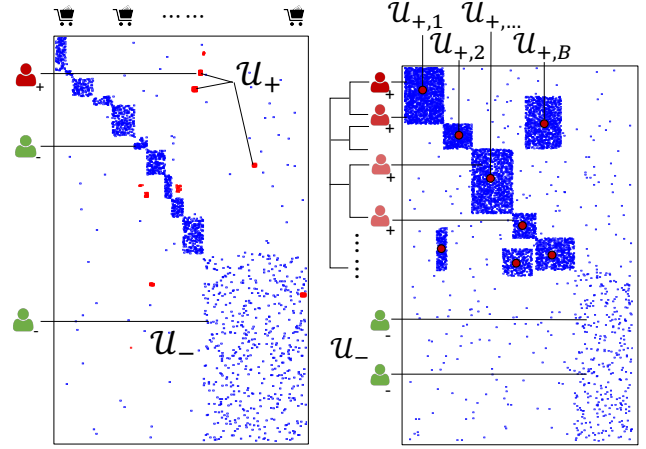 …… 
𝒰₊
+
-
-
𝒰₋
𝒰₊,₁
𝒰₊,₂
𝒰₊,...
𝒰₊,B
+
+
+
+
⋮
-
𝒰₋
-